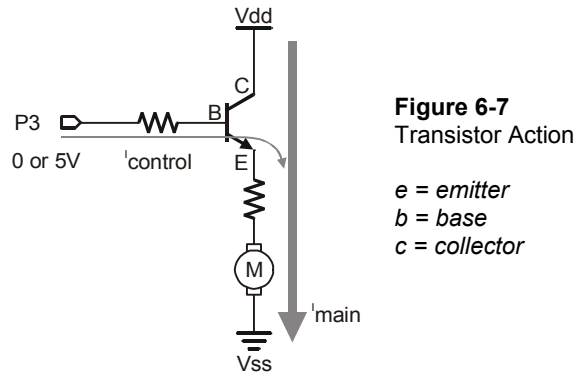 Vdd
C
B
P3
E
0 or 5V
Icontrol
M
Imain
Vss
Figure 6-7
Transistor Action
e = emitter
b = base
c = collector